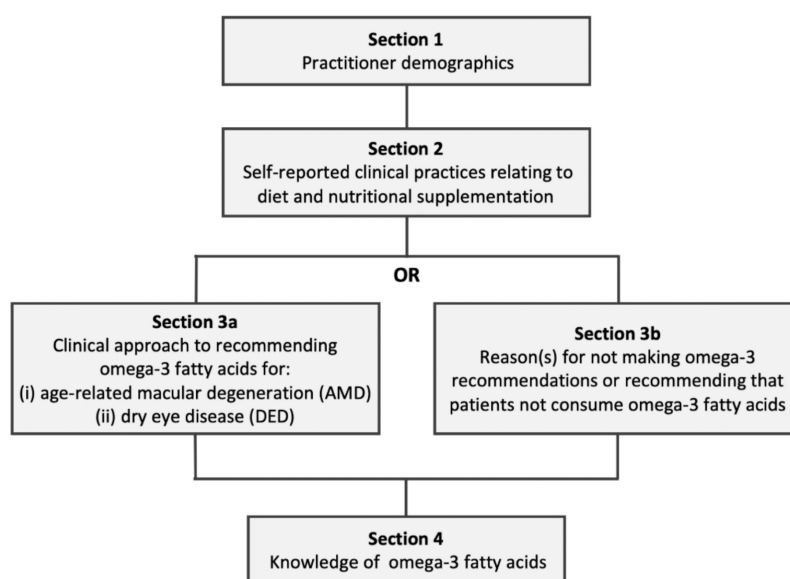 Section 1
Practitioner demographics
Section 2
Self-reported clinical practices relating to
diet and nutritional supplementation
OR
Section 3a
Clinical approach to recommending
omega-3 fatty acids for:
(i) age-related macular degeneration (AMD)
(ii) dry eye disease (DED)
Section 3b
Reason(s) for not making omega-3
recommendations or recommending that
patients not consume omega-3 fatty acids
Section 4
Knowledge of omega-3 fatty acids